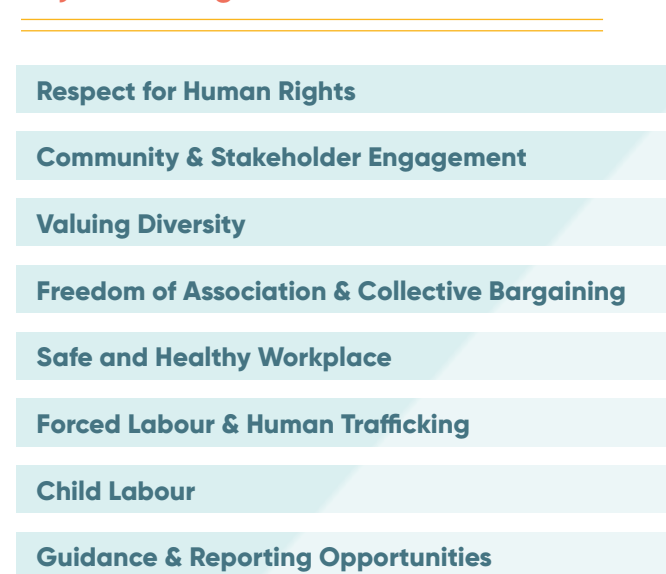 Respect for Human Rights
Community & Stakeholder Engagement
Valuing Diversity
Freedom of Association & Collective Bargaining
Safe and Healthy Workplace
Forced Labour & Human Trafficking
Child Labour
Guidance & Reporting Opportunities